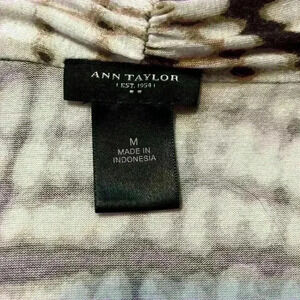 ANN TAYLOR
EST. 1954
M
MADE IN
INDONESIA